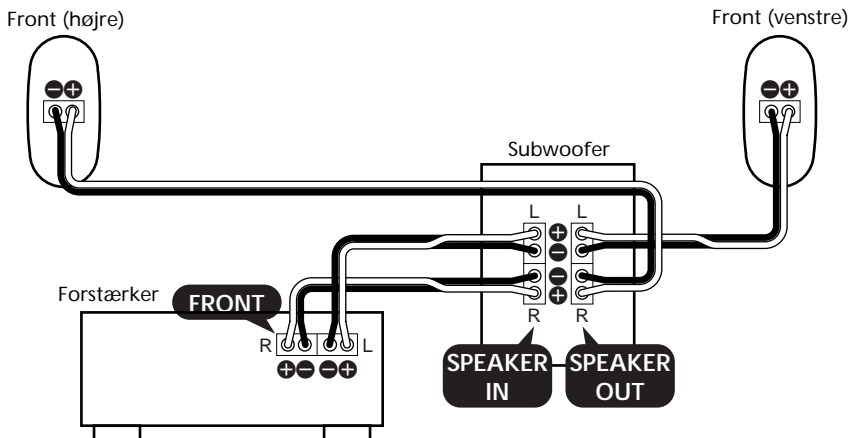 Front (højre)
Front (venstre)
Subwoofer
L L
R R
Forstærker
FRONT
R L
SPEAKER
IN
SPEAKER
OUT